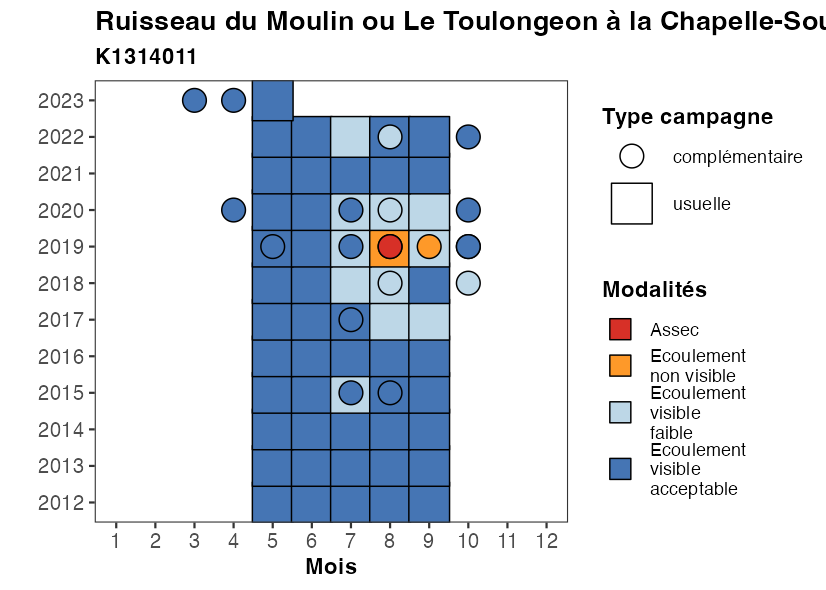 Ruisseau du Moulin ou Le Toulongeon à la Chapelle-Sou
K1314011
2023
2022
2021
2020
2019
2018
2017
2016
2015
2014
2013
2012
1 2 3 4 5 6 7 8 9 10 11 12
Mois
Type campagne
complémentaire
usuelle
Modalités
Assec
Ecoulement
non visible
Ecoulement
visible
faible
Ecoulement
visible
acceptable